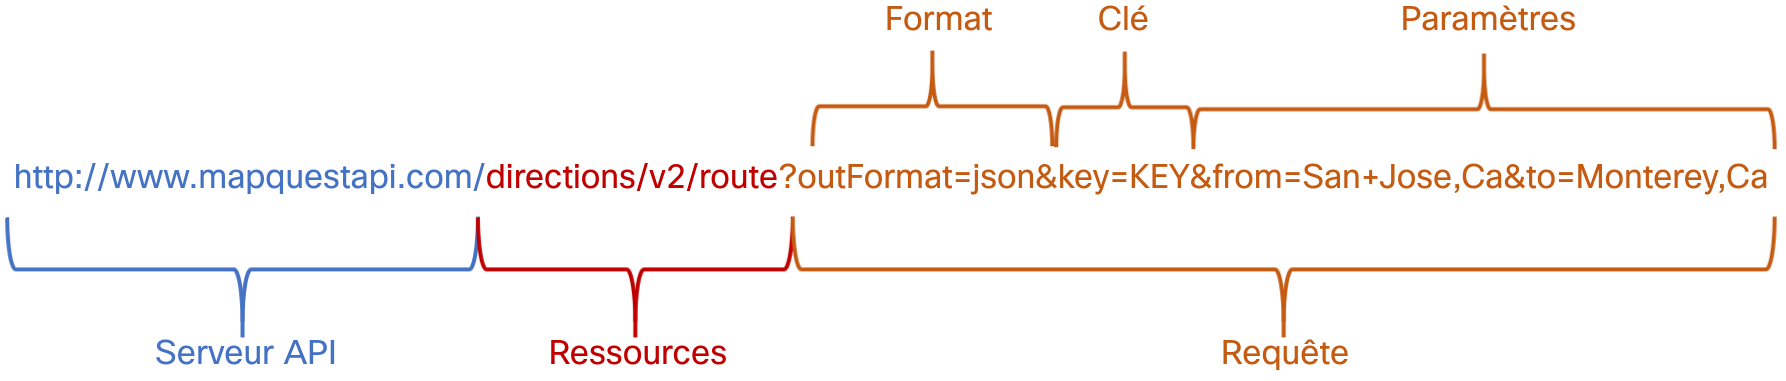 Format Clé Paramètres
http://www.mapquestapi.com/directions/v2/route?outFormat=json&key=KEY&from=San+Jose,Ca&to=Monterey,Ca
Serveur API Ressources Requête